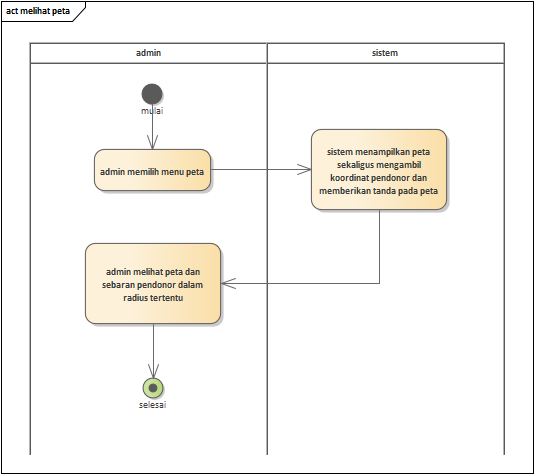 act melihat peta
admin
sistem
mulai
admin memilih menu peta
sistem menampilkan peta
sekaligus mengambil
koordinat pendonor dan
memberikan tanda pada peta
admin melihat peta dan
sebaran pendonor dalam
radius tertentu
selesai